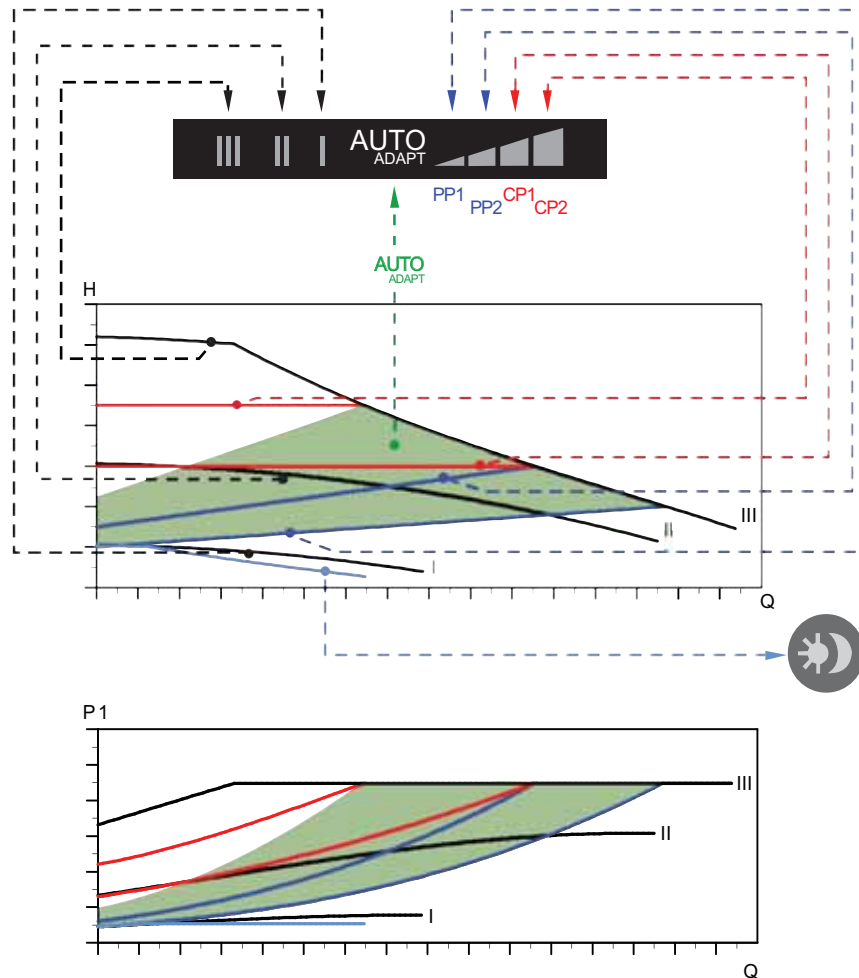 III II I AUTO
ADAPT
PP1 CP1
PP2 CP2
AUTO
ADAPT
H
III
II
I
Q
P1
III
II
I
Q